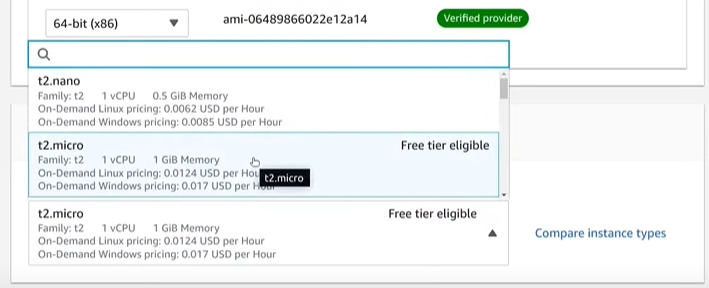 64-bit (x86) ami-06489866022e12a14 Verified provider
t2.nano
Family: t2 1 vCPU 0.5 GiB Memory
On-Demand Linux pricing: 0.0062 USD per Hour
On-Demand Windows pricing: 0.0085 USD per Hour
t2.micro Free tier eligible
Family: t2 1 vCPU 1 GiB Memory
On-Demand Linux pricing: 0.0124 USD per Hou
On-Demand Windows pricing: 0.017 USD per Hour
t2.micro
t2.micro Free tier eligible
Family: t2 1 vCPU 1 GiB Memory
On-Demand Linux pricing: 0.0124 USD per Hour
On-Demand Windows pricing: 0.017 USD per Hour
Compare instance types